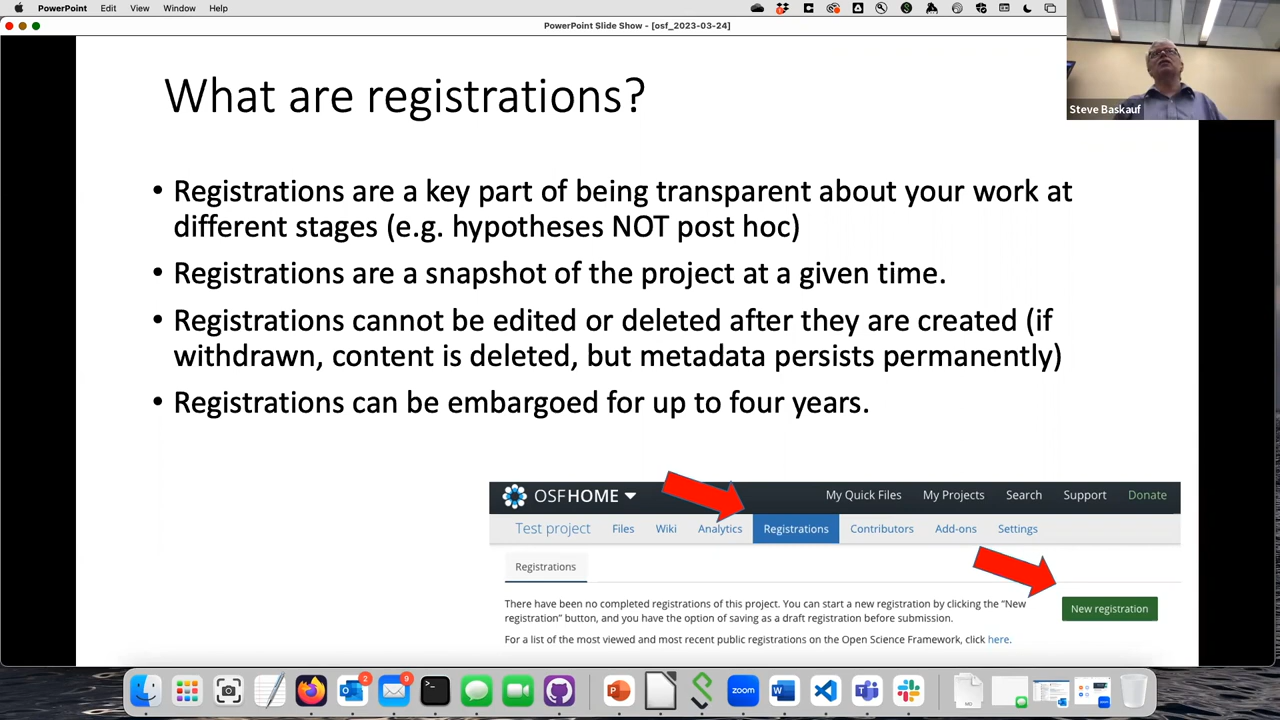 PowerPoint Edit View Window Help
PowerPoint Slide Show - [osf_2023-03-24]
Steve Baskauf
What are registrations?
• Registrations are a key part of being transparent about your work at
different stages (e.g. hypotheses NOT post hoc)
• Registrations are a snapshot of the project at a given time.
• Registrations cannot be edited or deleted after they are created (if
withdrawn, content is deleted, but metadata persists permanently)
• Registrations can be embargoed for up to four years.
OSFHOME My Quick Files My Projects Search Support Donate
Test project Files Wiki Analytics Registrations Contributors Add-ons Settings
Registrations
There have been no completed registrations of this project. You can start a new registration by clicking the “New
registration” button, and you have the option of saving as a draft registration before submission.
New registration
For a list of the most viewed and most recent public registrations on the Open Science Framework, click here.
2
9
zoom